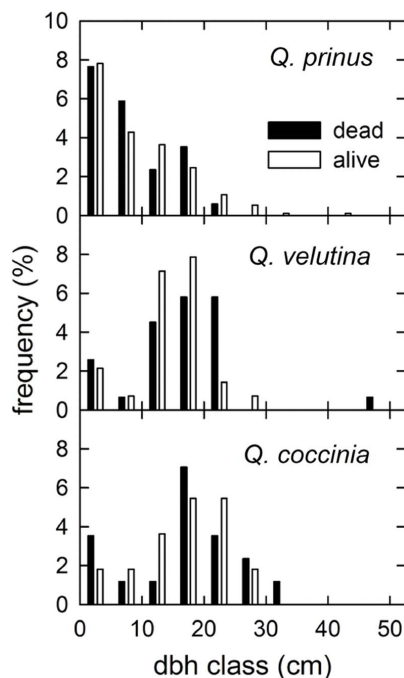 10
8
6
4
2
0
Q. prinus
dead
alive
8
6
4
2
0
Q. velutina
frequency (%)
8
6
4
2
0
Q. coccinia
0 10 20 30 40 50
dbh class (cm)